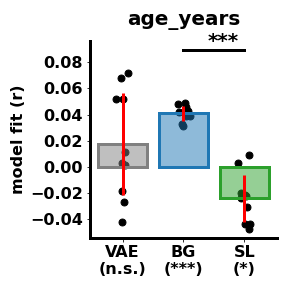 age_years
***
model fit (r)
0.08
0.06
0.04
0.02
0.00
−0.02
−0.04
VAE BG SL
(n.s.) (***) (*)